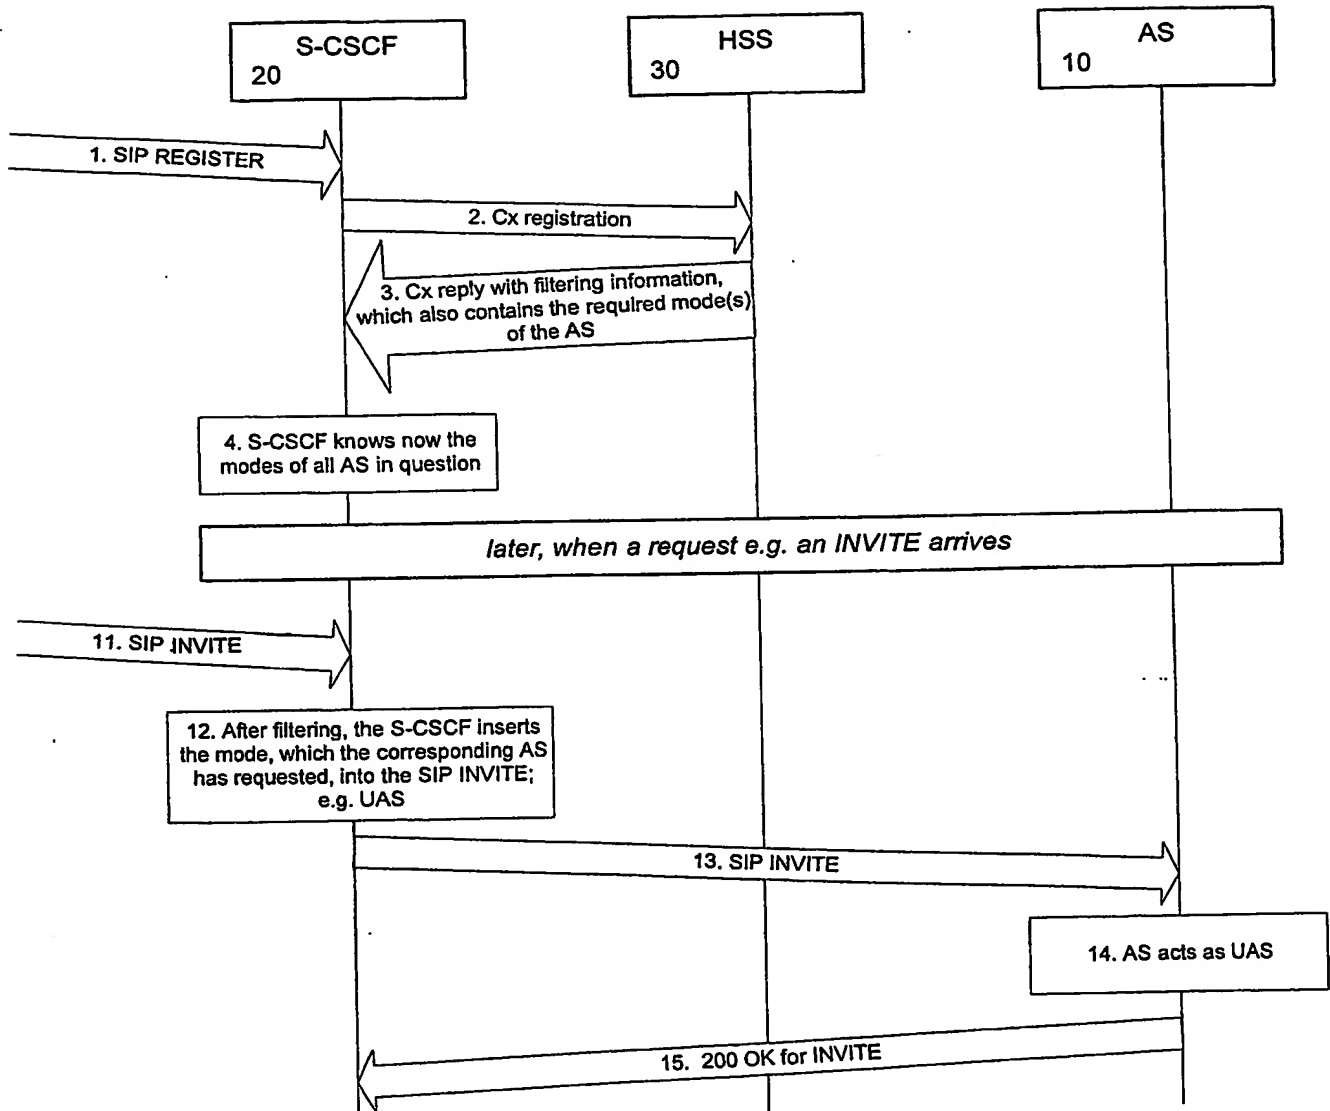 S-CSCF
20
HSS
30
AS
10
1. SIP REGISTER
2. Cx registration
3. Cx reply with filtering information,
which also contains the required mode(s)
of the AS
4. S-CSCF knows now the
modes of all AS in question
later, when a request e.g. an INVITE arrives
11. SIP INVITE
12. After filtering, the S-CSCF inserts
the mode, which the corresponding AS
has requested, into the SIP INVITE;
e.g. UAS
13. SIP INVITE
14. AS acts as UAS
15. 200 OK for INVITE